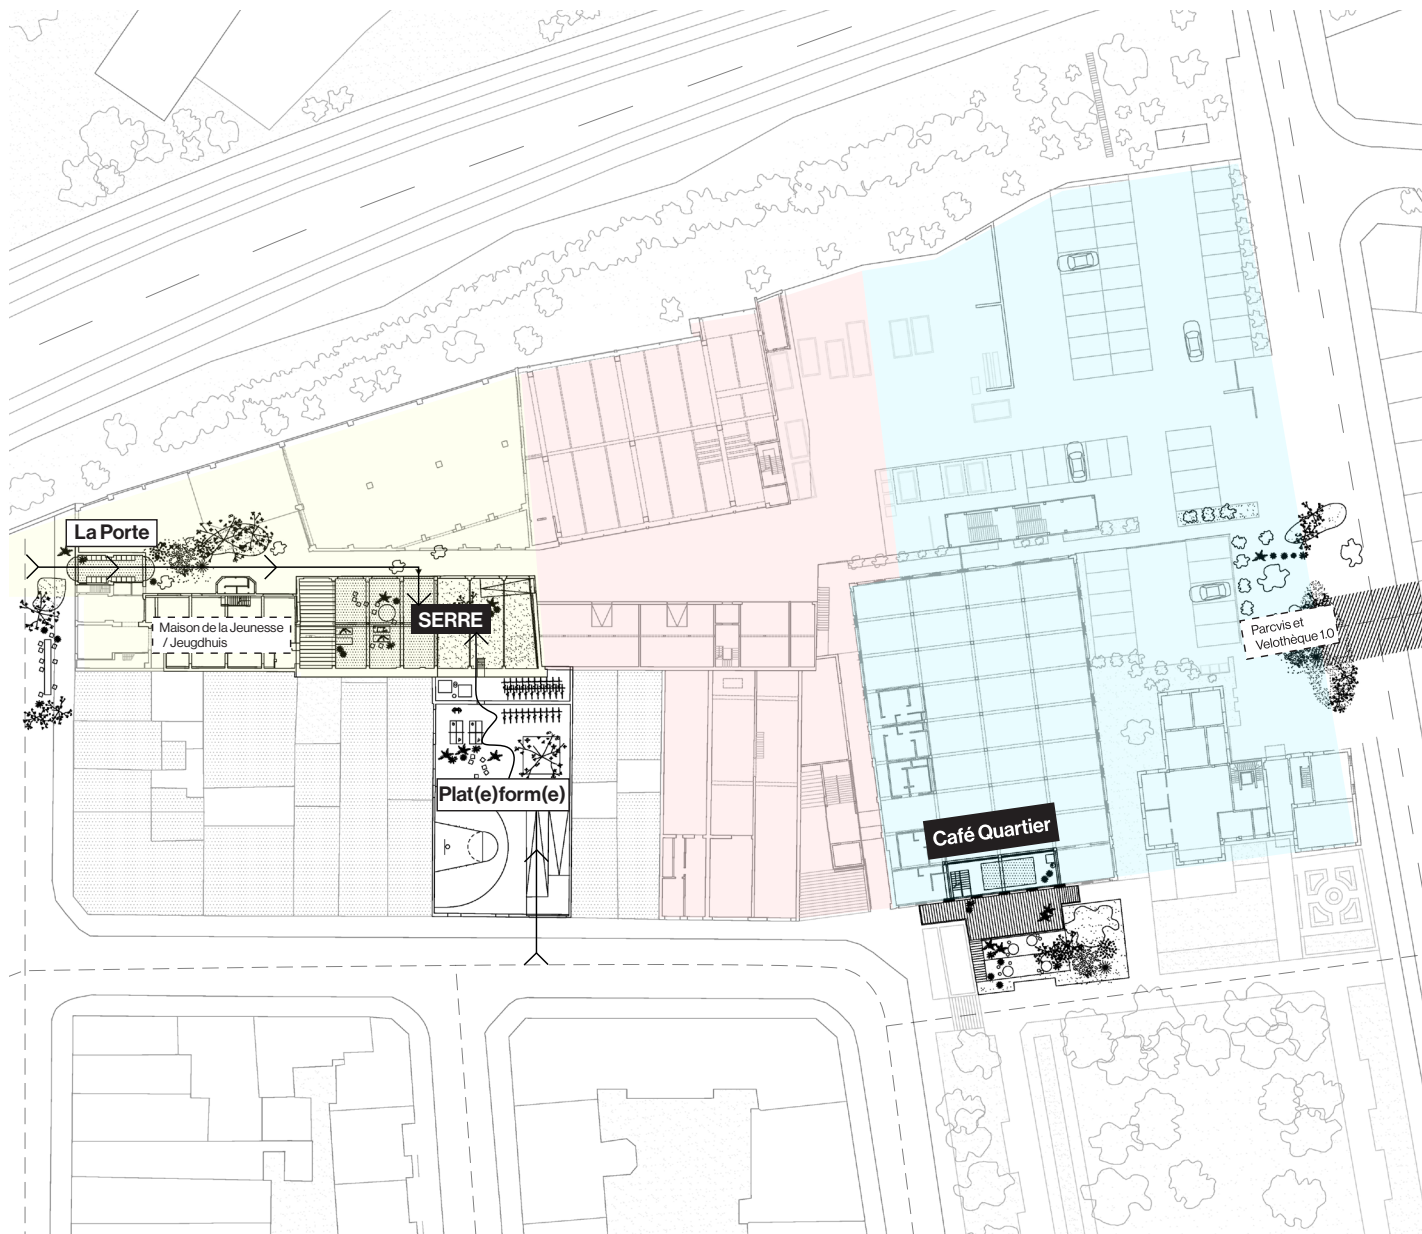 La Porte
Maison de la Jeunesse
/ Jeugdhuis
SERRE
Parcvis et
Velothèque 1.0
Plat(e)form(e)
Café Quartier